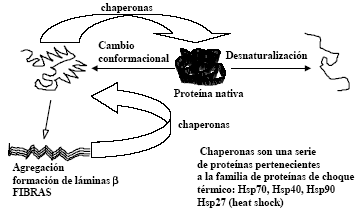 chaperonas
Cambio
conformacional
Desnaturalización
Proteína nativa
chaperonas
Agregación
formación de láminas β
FIBRAS
Chaperonas son una serie
de proteínas pertenecientes
a la familia de proteínas de choque
térmico: Hsp70, Hsp40, Hsp90
Hsp27 (heat shock)